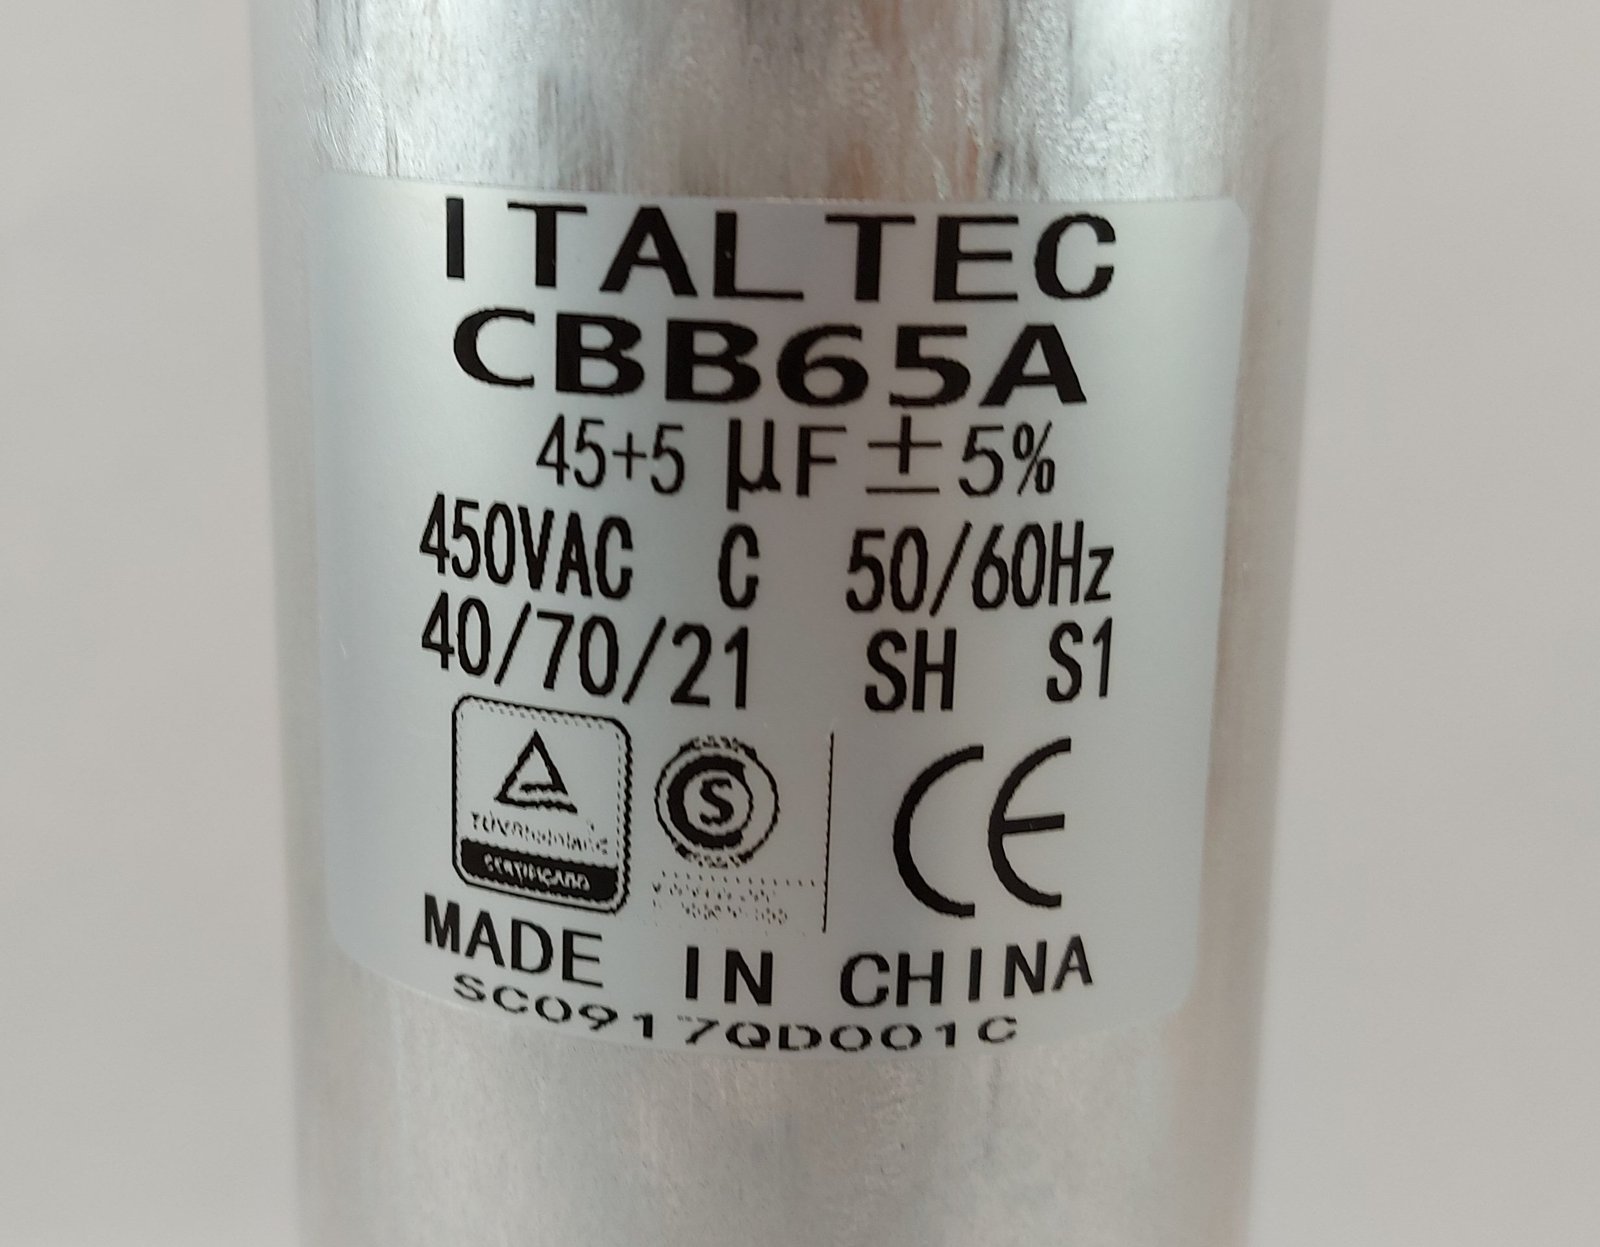 ITALTEC
CBB65A
45+5 µF ± 5%
450VAC C 50/60Hz
40/70/21 SH S1
S
CE
MADE IN CHINA
SC0917QD001C